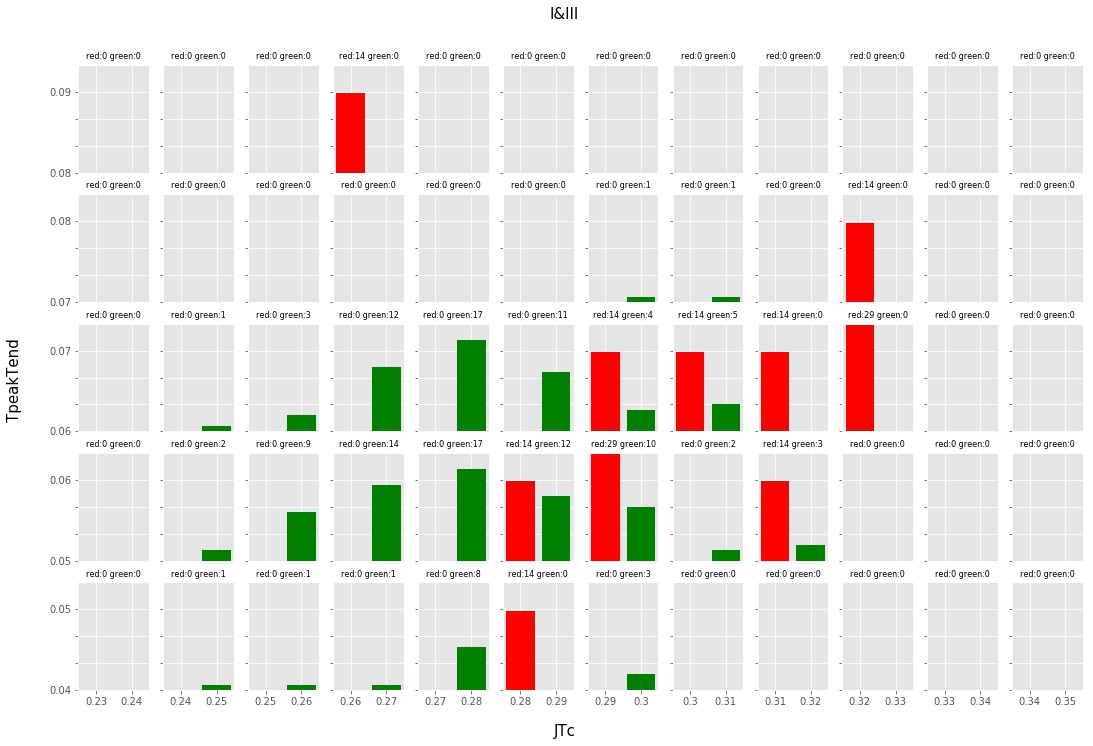 I&III
red:0 green:0 red:0 green:0 red:0 green:0 red:14 green:0 red:0 green:0 red:0 green:0 red:0 green:0 red:0 green:0 red:0 green:0 red:0 green:0 red:0 green:0 red:0 green:0
0.09
0.08
red:0 green:0 red:0 green:0 red:0 green:0 red:0 green:0 red:0 green:0 red:0 green:0 red:0 green:1 red:0 green:1 red:0 green:0 red:14 green:0 red:0 green:0 red:0 green:0
0.08
0.07
red:0 green:0 red:0 green:1 red:0 green:3 red:0 green:12 red:0 green:17 red:0 green:11 red:14 green:4 red:14 green:5 red:14 green:0 red:29 green:0 red:0 green:0 red:0 green:0
0.07
0.06
TpeakTend
red:0 green:0 red:0 green:2 red:0 green:9 red:0 green:14 red:0 green:17 red:14 green:12 red:29 green:10 red:0 green:2 red:14 green:3 red:0 green:0 red:0 green:0 red:0 green:0
0.06
0.05
red:0 green:0 red:0 green:1 red:0 green:1 red:0 green:1 red:0 green:8 red:14 green:0 red:0 green:3 red:0 green:0 red:0 green:0 red:0 green:0 red:0 green:0 red:0 green:0
0.05
0.04
0.23 0.24 0.24 0.25 0.25 0.26 0.26 0.27 0.27 0.28 0.28 0.29 0.29 0.3 0.3 0.31 0.31 0.32 0.32 0.33 0.33 0.34 0.34 0.35
JTc